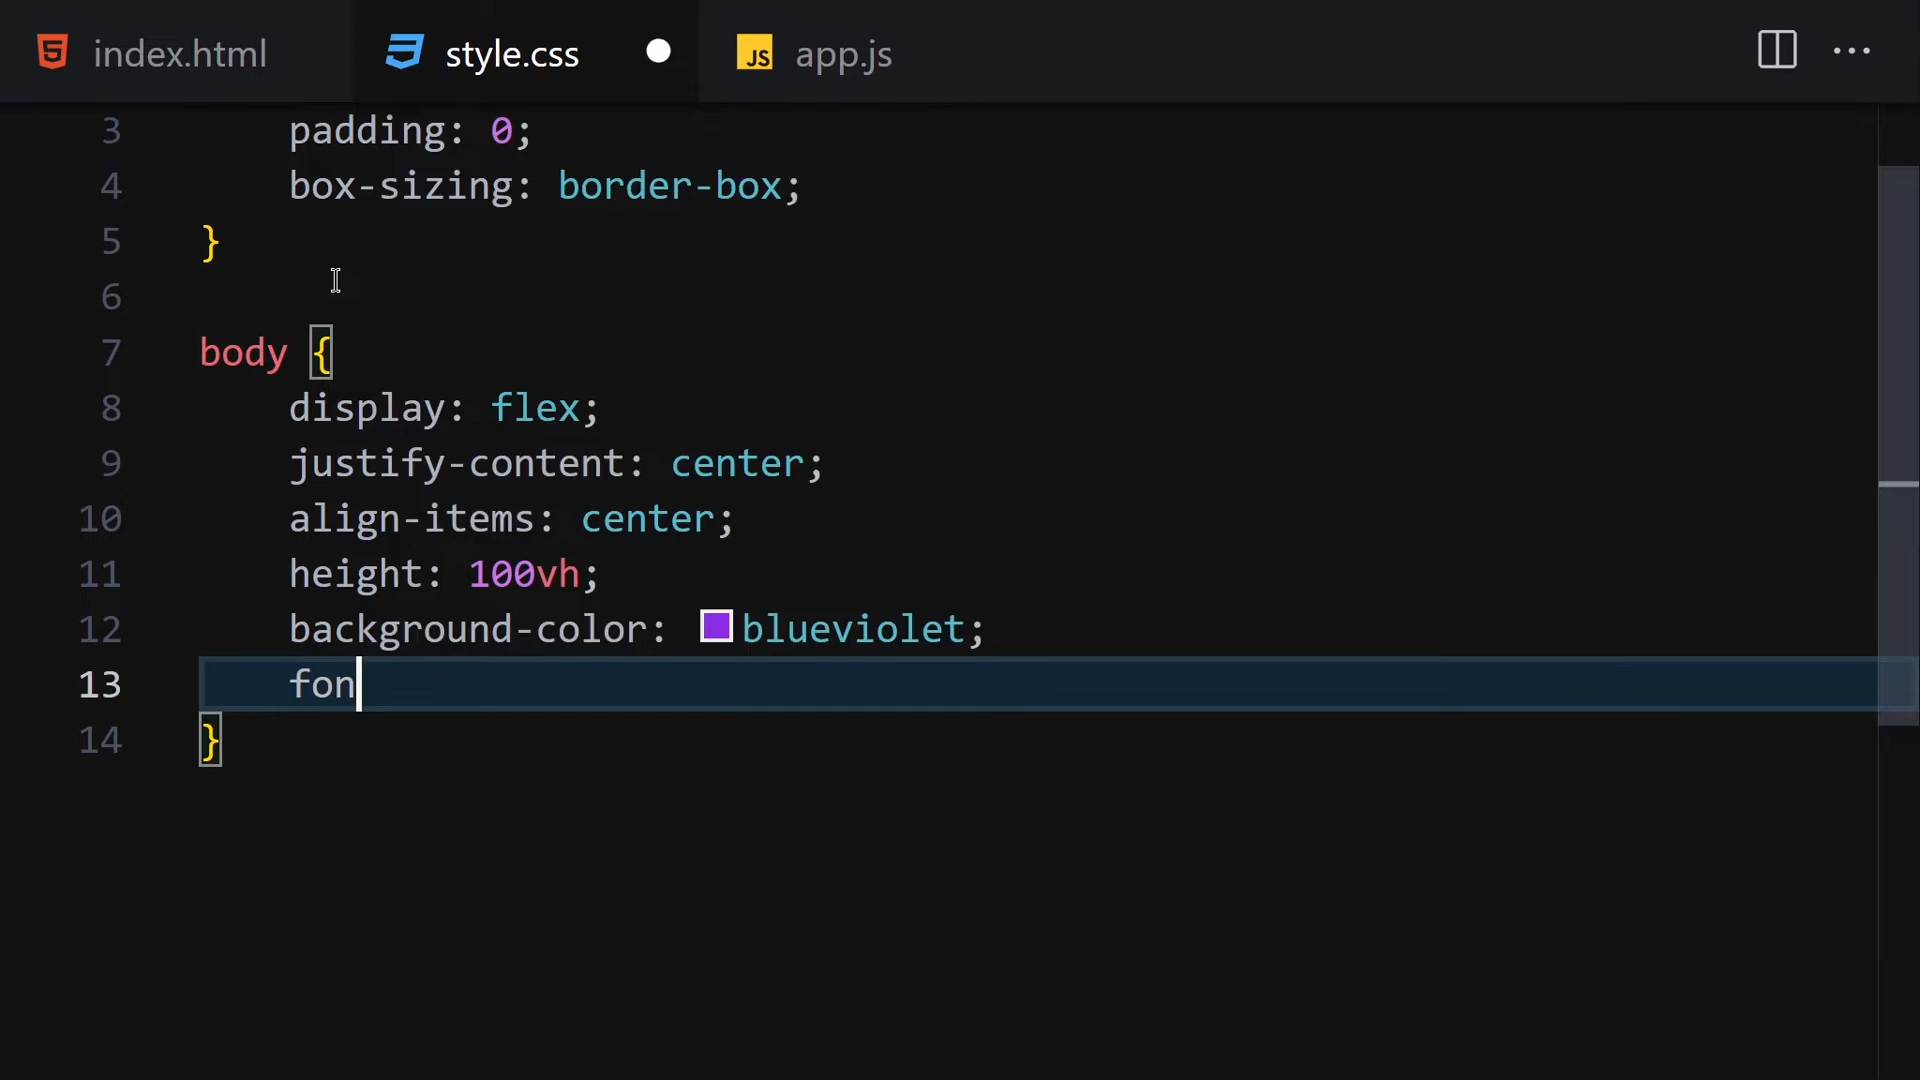 index.html style.css app.js
3 padding: 0;
4 box-sizing: border-box;
5 }
6
7 body {
8 display: flex;
9 justify-content: center;
10 align-items: center;
11 height: 100vh;
12 background-color: blueviolet;
13 fon
14 }